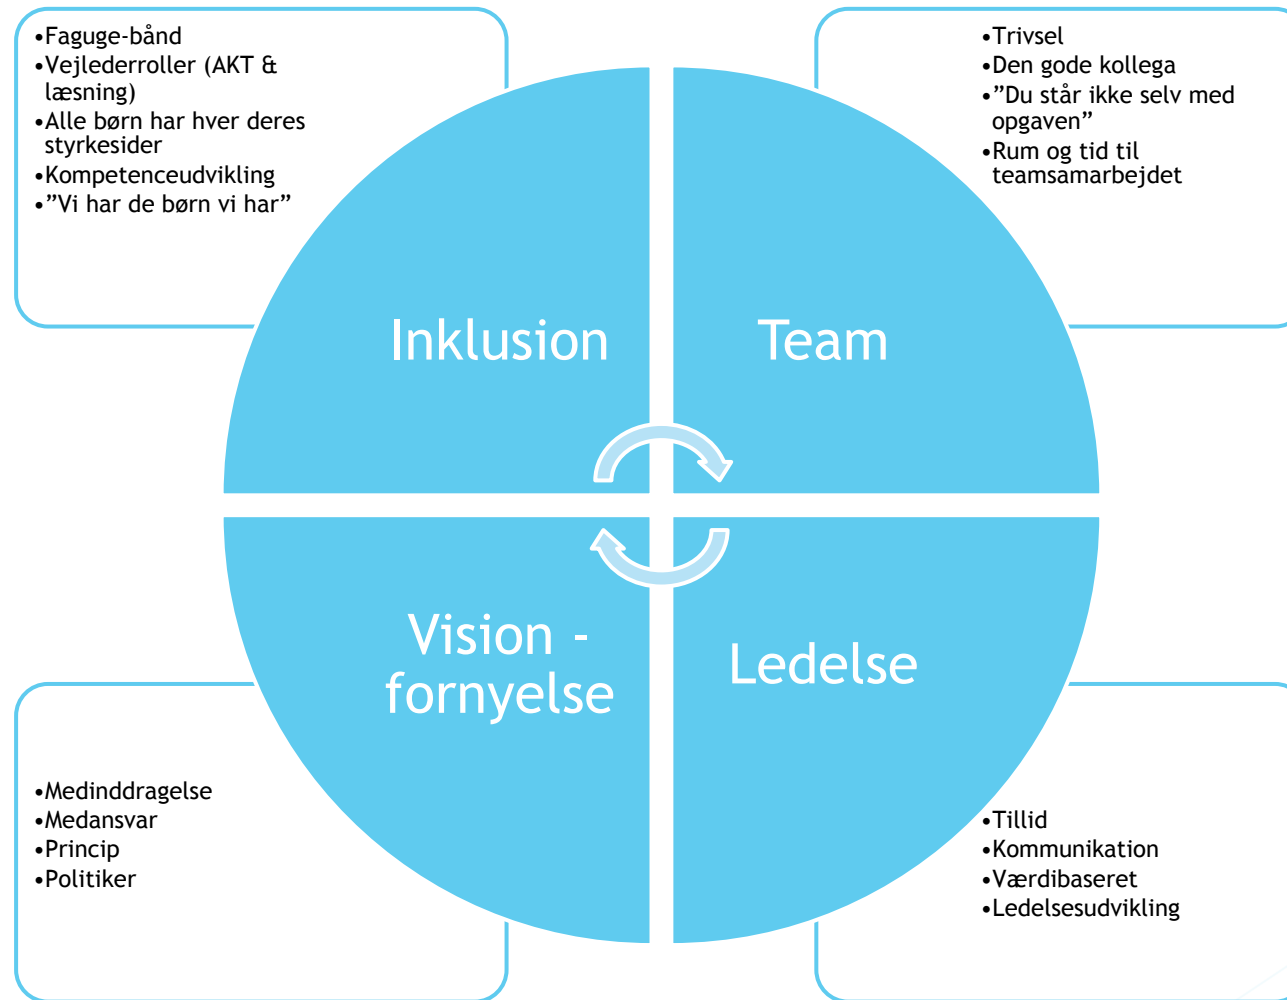 •Faguge-bånd
•Vejlederroller (AKT &
læsning)
•Alle børn har hver deres
styrkesider
•Kompetenceudvikling
•”Vi har de børn vi har”
•Trivsel
•Den gode kollega
•”Du står ikke selv med
opgaven”
•Rum og tid til
teamsamarbejdet
Inklusion
Team
Vision -
fornyelse
Ledelse
•Medinddragelse
•Medansvar
•Princip
•Politiker
•Tillid
•Kommunikation
•Værdibaseret
•Ledelsesudvikling